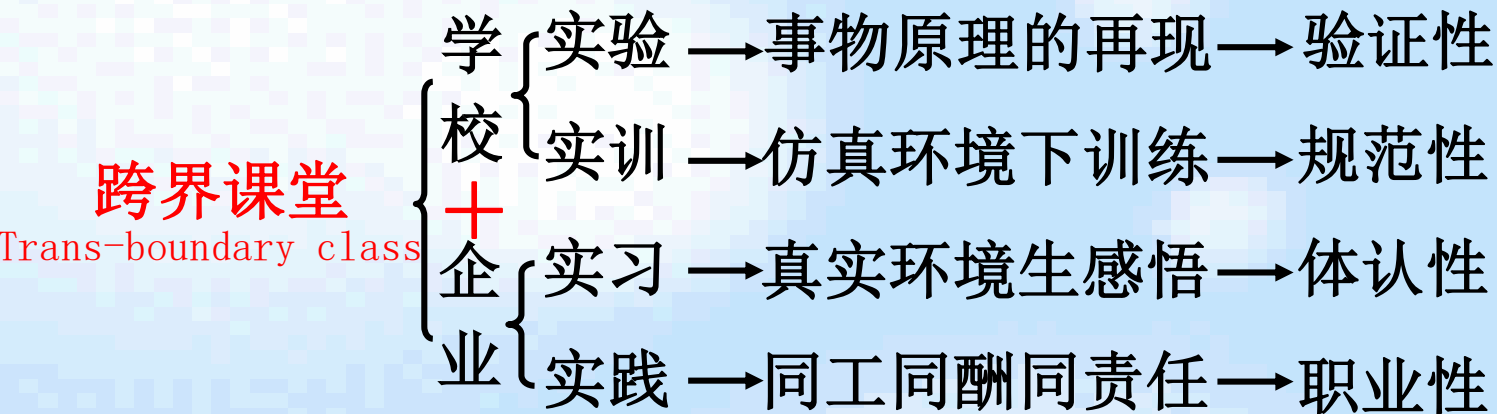 跨界课堂
Trans-boundary class
学校+企业
实验→事物原理的再现→验证性
实训→仿真环境下训练→规范性
实习→真实环境生感悟→体认性
实践→同工同酬同责任→职业性